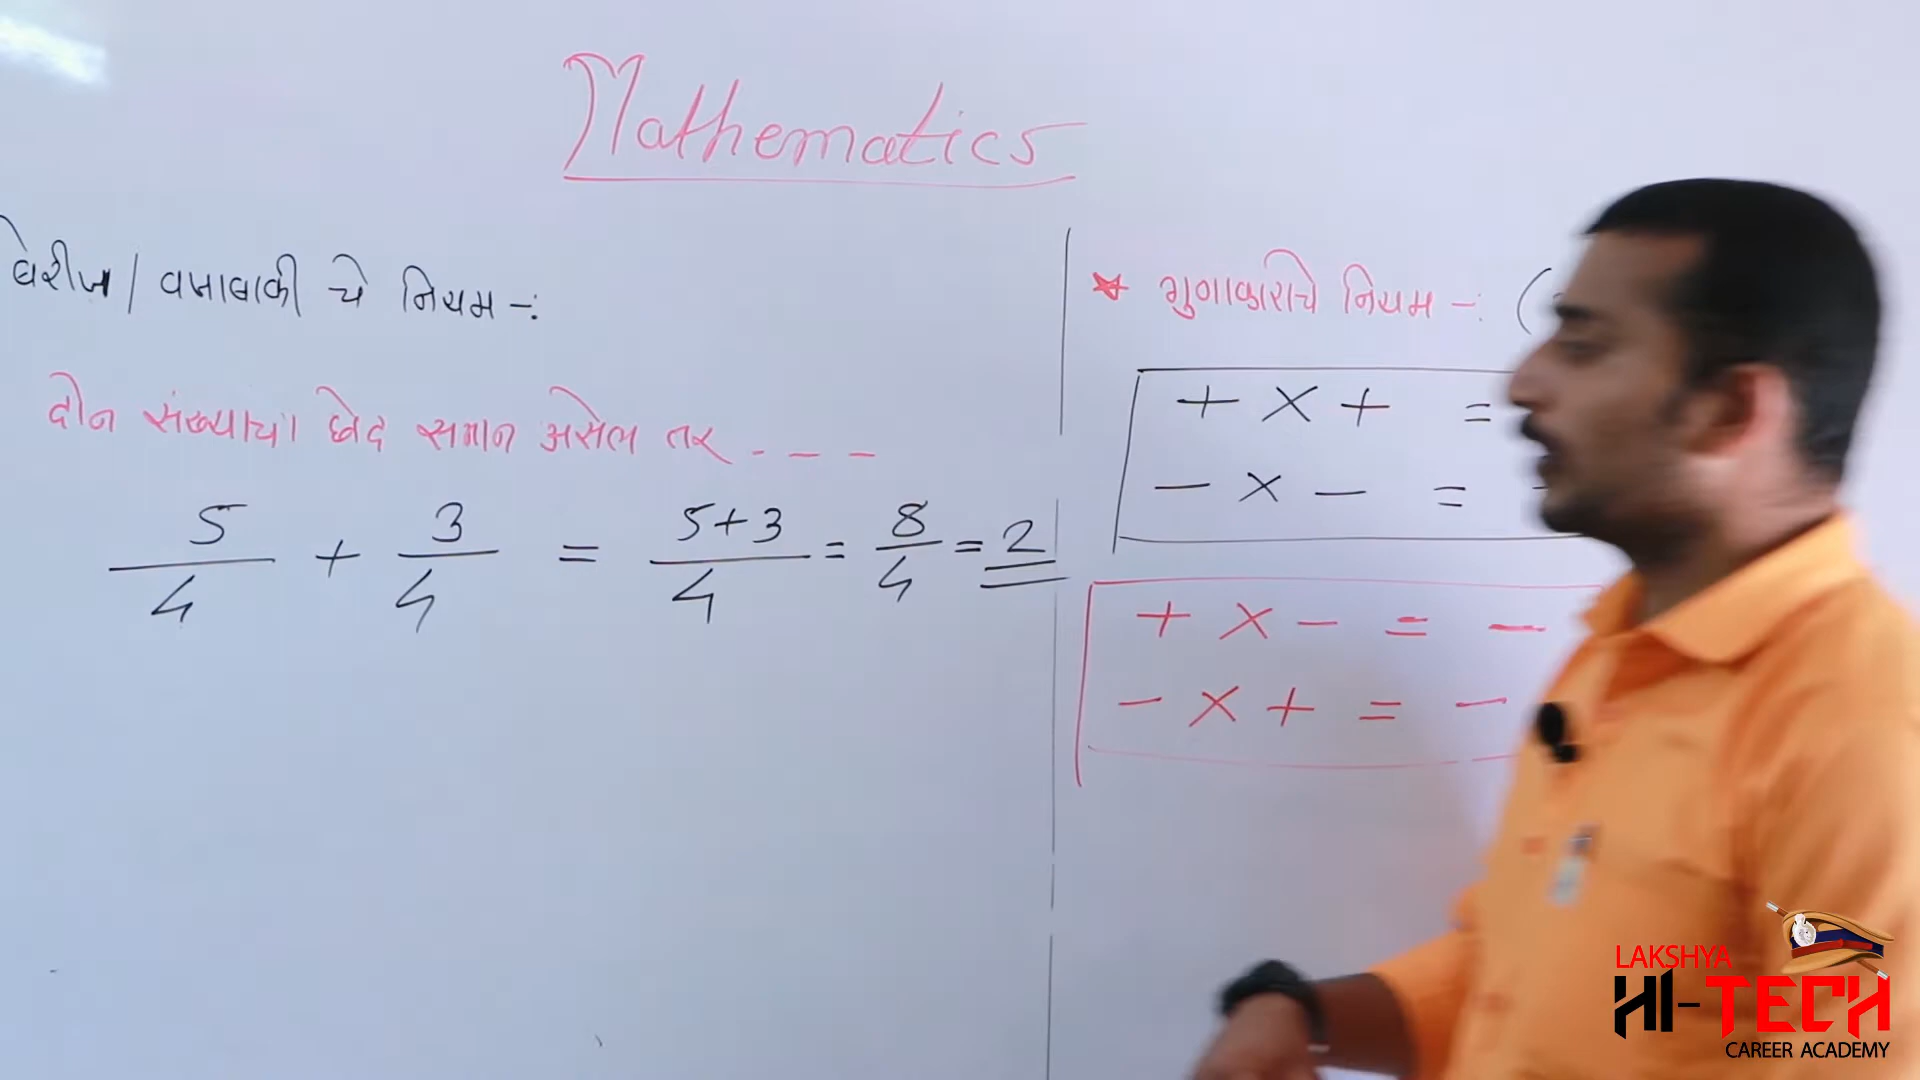 Mathematics
बेरीज / वजाबाकी चे नियम -:
दोन संख्याचा छेद समान असेल तर - - -
5/4 + 3/4 = 5+3/4 = 8/4 = 2
★ गुणाकाराचे नियम -: (
+ × + =
- × - =
+ × - = -
- × + = -
LAKSHYA
HI-TECH
CAREER ACADEMY